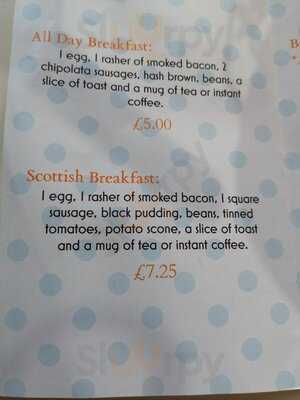 All Day Breakfast:
1 egg, 1 rasher of smoked bacon, 2
chipolata sausages, hash brown, beans, a
slice of toast and a mug of tea or instant
coffee.
£5.00
Scottish Breakfast:
1 egg, 1 rasher of smoked bacon, 1 square
sausage, black pudding, beans, tinned
tomatoes, potato scone, a slice of toast
and a mug of tea or instant coffee.
£7.25